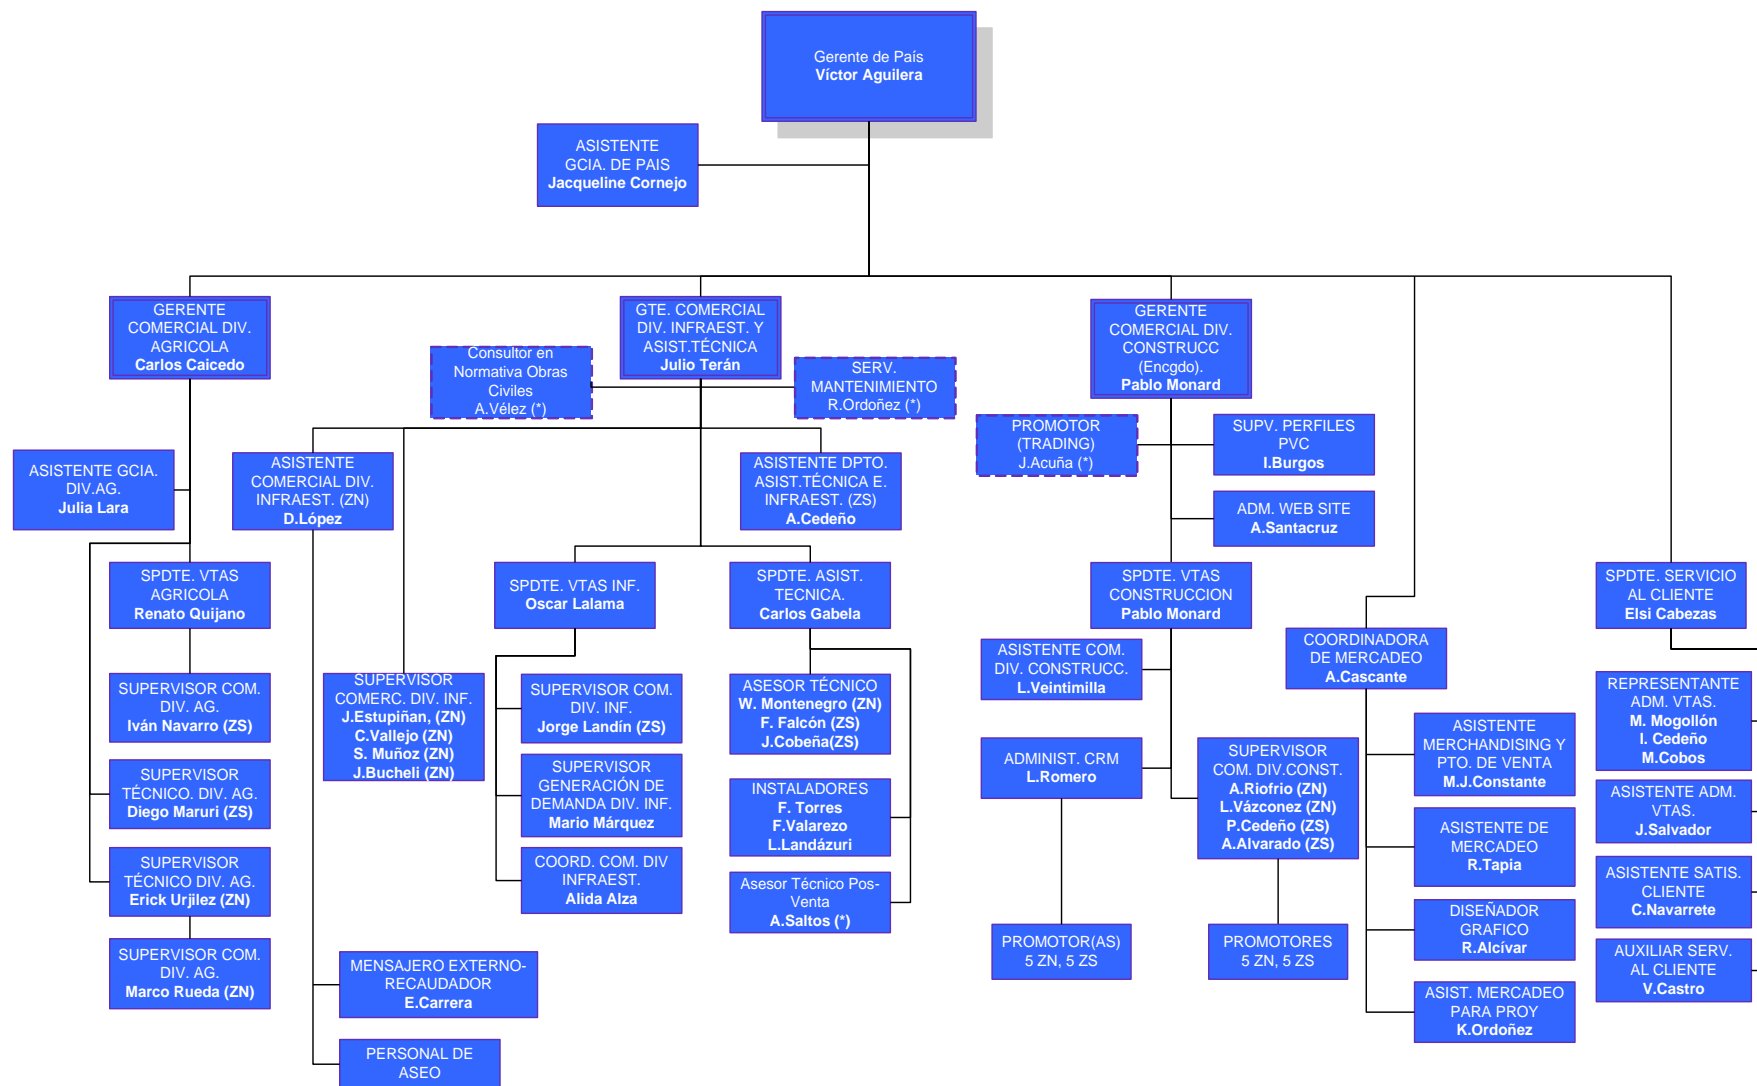 Gerente de País
Víctor Aguilera
ASISTENTE
GCIA. DE PAIS
Jacqueline Cornejo
GERENTE
COMERCIAL DIV.
AGRICOLA
Carlos Caicedo
GTE. COMERCIAL
DIV. INFRAEST. Y
ASIST.TÉCNICA
Julio Terán
GERENTE
COMERCIAL DIV.
CONSTRUCC
(Encgdo).
Pablo Monard
Consultor en
Normativa Obras
Civiles
A.Vélez (*)
SERV.
MANTENIMIENTO
R.Ordoñez (*)
PROMOTOR
(TRADING)
J.Acuña (*)
SUPV. PERFILES
PVC
I.Burgos
ASISTENTE GCIA.
DIV.AG.
Julia Lara
ASISTENTE
COMERCIAL DIV.
INFRAEST. (ZN)
D.López
ASISTENTE DPTO.
ASIST.TÉCNICA E.
INFRAEST. (ZS)
A.Cedeño
ADM. WEB SITE
A.Santacruz
SPDTE. VTAS
AGRICOLA
Renato Quijano
SPDTE. VTAS INF.
Oscar Lalama
SPDTE. ASIST.
TECNICA.
Carlos Gabela
SPDTE. VTAS
CONSTRUCCION
Pablo Monard
SPDTE. SERVICIO
AL CLIENTE
Elsi Cabezas
COORDINADORA
DE MERCADEO
A.Cascante
ASISTENTE COM.
DIV. CONSTRUCC.
L.Veintimilla
SUPERVISOR COM.
DIV. AG.
Iván Navarro (ZS)
SUPERVISOR
COMERC. DIV. INF.
J.Estupiñan, (ZN)
C.Vallejo (ZN)
S. Muñoz (ZN)
J.Bucheli (ZN)
SUPERVISOR COM.
DIV. INF.
Jorge Landín (ZS)
ASESOR TÉCNICO
W. Montenegro (ZN)
F. Falcón (ZS)
J.Cobeña(ZS)
REPRESENTANTE
ADM. VTAS.
M. Mogollón
I. Cedeño
M.Cobos
ASISTENTE
MERCHANDISING Y
PTO. DE VENTA
M.J.Constante
ADMINIST. CRM
L.Romero
SUPERVISOR
COM. DIV.CONST.
A.Riofrio (ZN)
L.Vázconez (ZN)
P.Cedeño (ZS)
A.Alvarado (ZS)
SUPERVISOR
TÉCNICO. DIV. AG.
Diego Maruri (ZS)
SUPERVISOR
GENERACIÓN DE
DEMANDA DIV. INF.
Mario Márquez
INSTALADORES
F. Torres
F.Valarezo
L.Landázuri
ASISTENTE ADM.
VTAS.
J.Salvador
ASISTENTE DE
MERCADEO
R.Tapia
SUPERVISOR
TÉCNICO DIV. AG.
Erick Urjilez (ZN)
COORD. COM. DIV
INFRAEST.
Alida Alza
Asesor Técnico Pos-
Venta
A.Saltos (*)
ASISTENTE SATIS.
CLIENTE
C.Navarrete
DISEÑADOR
GRAFICO
R.Alcívar
PROMOTOR(AS)
5 ZN, 5 ZS
PROMOTORES
5 ZN, 5 ZS
SUPERVISOR COM.
DIV. AG.
Marco Rueda (ZN)
MENSAJERO EXTERNO-
RECAUDADOR
E.Carrera
AUXILIAR SERV.
AL CLIENTE
V.Castro
ASIST. MERCADEO
PARA PROY
K.Ordoñez
PERSONAL DE
ASEO